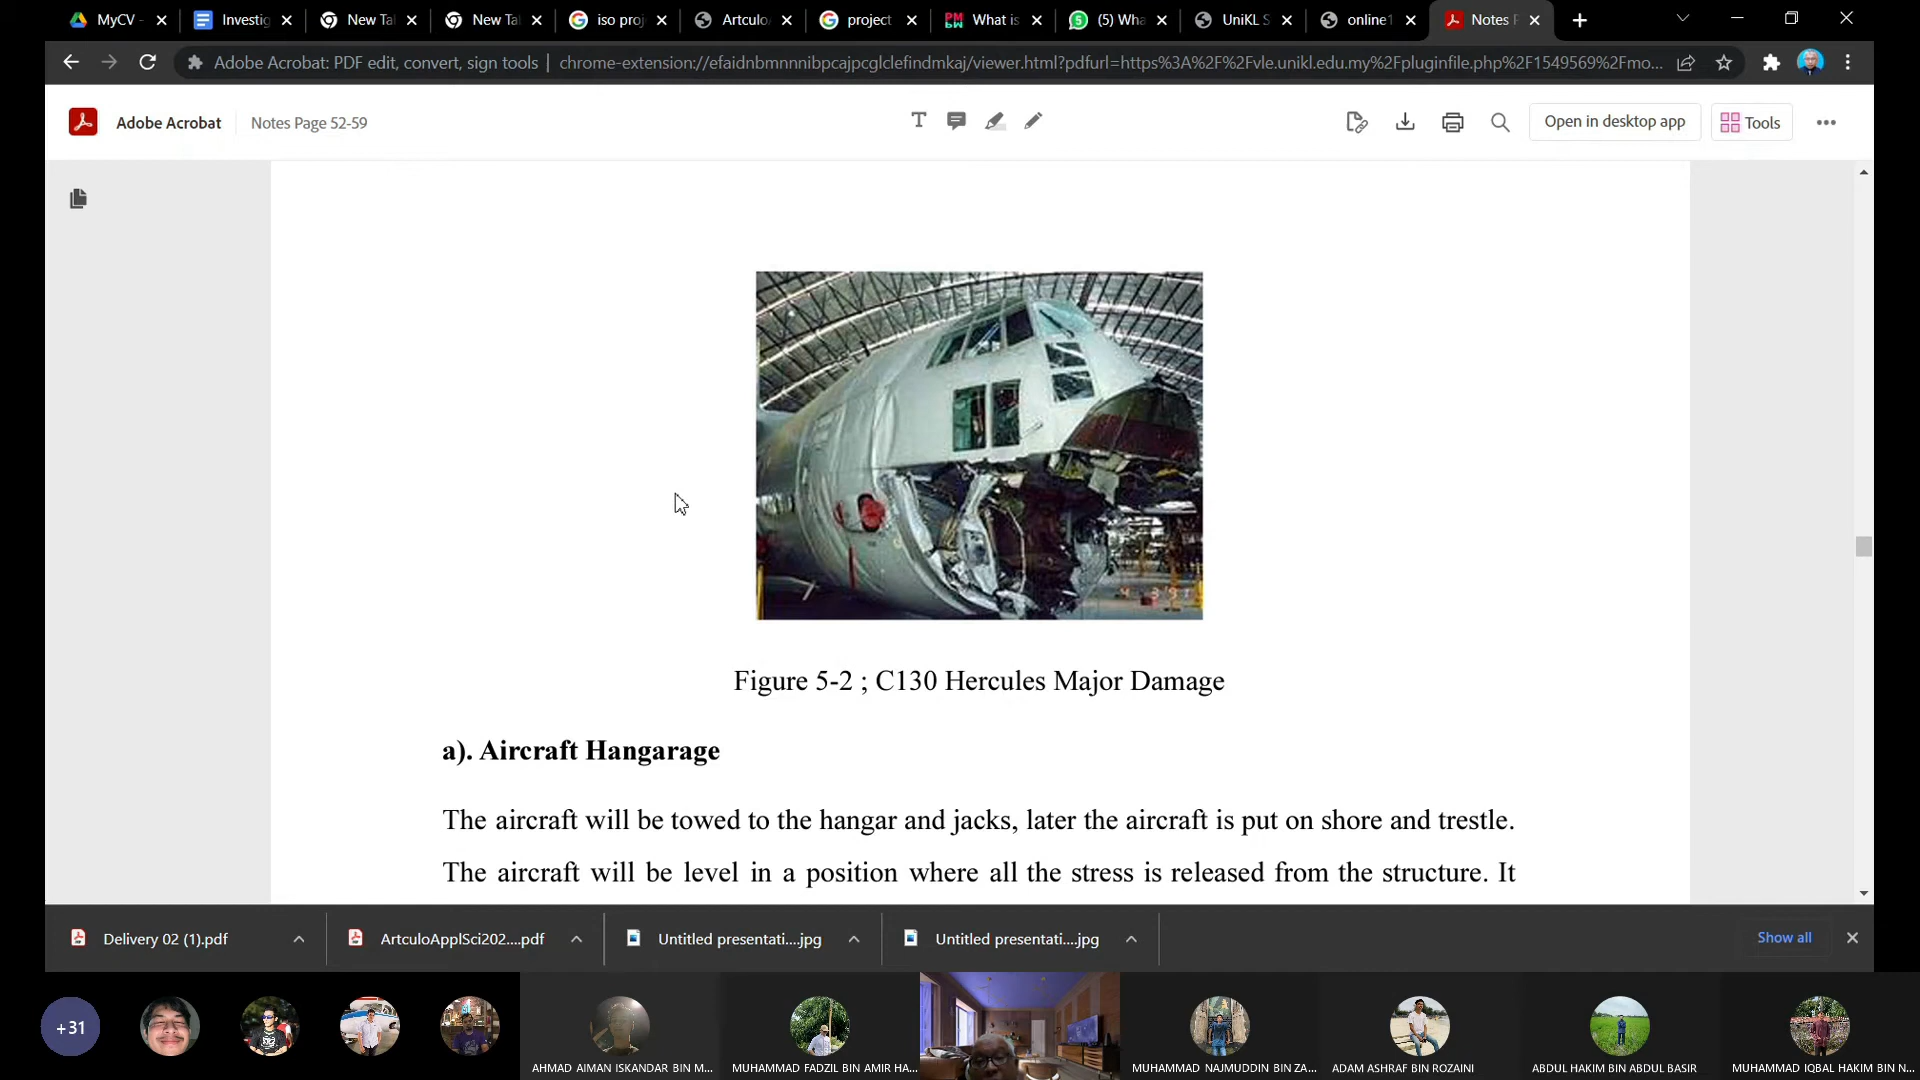 MyCV -
Investig
New Ta
New Ta
iso proj
Artculo
project
What is
(5) Wha
UniKL S
online1
Notes P
Adobe Acrobat: PDF edit, convert, sign tools | chrome-extension://efaidnbmnnnibpcajpcglclefindmkaj/viewer.html?pdfurl=https%3A%2F%2Fvle.unikl.edu.my%2Fpluginfile.php%2F1549569%2Fmo...
Adobe Acrobat
Notes Page 52-59
Open in desktop app
Tools
Figure 5-2 ; C130 Hercules Major Damage
a). Aircraft Hangarage
The aircraft will be towed to the hangar and jacks, later the aircraft is put on shore and trestle.
The aircraft will be level in a position where all the stress is released from the structure. It
Delivery 02 (1).pdf
ArtculoApplSci202....pdf
Untitled presentati....jpg
Untitled presentati....jpg
Show all
+31
AHMAD AIMAN ISKANDAR BIN M...
MUHAMMAD FADZIL BIN AMIR HA...
MUHAMMAD NAJMUDDIN BIN ZA...
ADAM ASHRAF BIN ROZAINI
ABDUL HAKIM BIN ABDUL BASIR
MUHAMMAD IQBAL HAKIM BIN N...